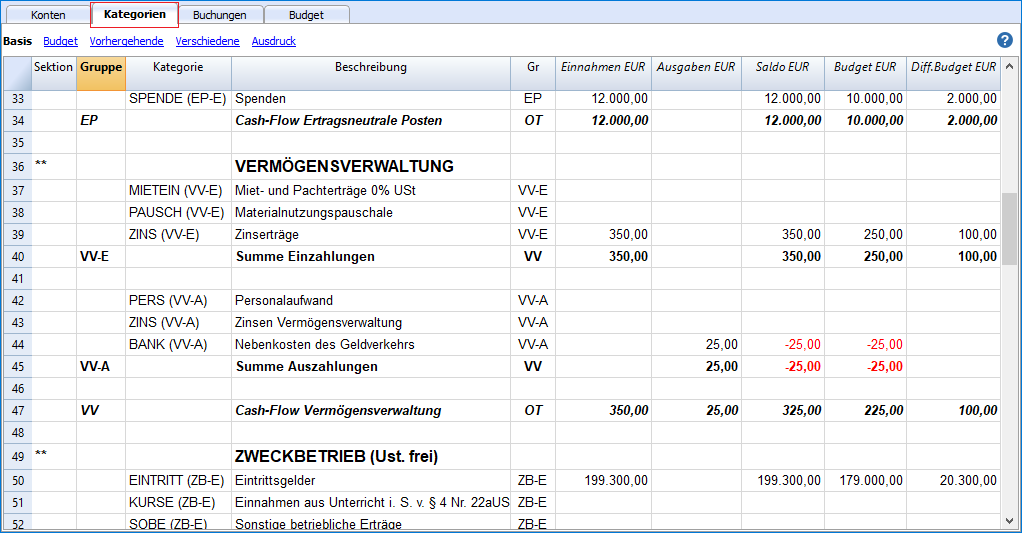 Konten Kategorien Buchungen Budget
Basis Budget Vorhergehende Verschiedene Ausdruck ?
Sektion Gruppe Kategorie Beschreibung Gr Einnahmen EUR Ausgaben EUR Saldo EUR Budget EUR Diff.Budget EUR
33 SPENDE (EP-E) Spenden EP 12.000,00 12.000,00 10.000,00 2.000,00
34 EP Cash-Flow Ertragsneutrale Posten OT 12.000,00 12.000,00 10.000,00 2.000,00
35
36 ** VERMÖGENSVERWALTUNG
37 MIETEIN (VV-E) Miet- und Pachterträge 0% USt VV-E
38 PAUSCH (VV-E) Materialnutzungspauschale VV-E
39 ZINS (VV-E) Zinserträge VV-E 350,00 350,00 250,00 100,00
40 VV-E Summe Einzahlungen VV 350,00 350,00 250,00 100,00
41
42 PERS (VV-A) Personalaufwand VV-A
43 ZINS (VV-A) Zinsen Vermögensverwaltung VV-A
44 BANK (VV-A) Nebenkosten des Geldverkehrs VV-A 25,00 -25,00 -25,00
45 VV-A Summe Auszahlungen VV 25,00 -25,00 -25,00
46
47 VV Cash-Flow Vermögensverwaltung OT 350,00 25,00 325,00 225,00 100,00
48
49 ** ZWECKBETRIEB (Ust. frei)
50 EINTRITT (ZB-E) Eintrittsgelder ZB-E 199.300,00 199.300,00 179.000,00 20.300,00
51 KURSE (ZB-E) Einnahmen aus Unterricht i. S. v. § 4 Nr. 22aUS ZB-E
52 SOBE (ZB-E) Sonstige betriebliche Erträge ZB-E